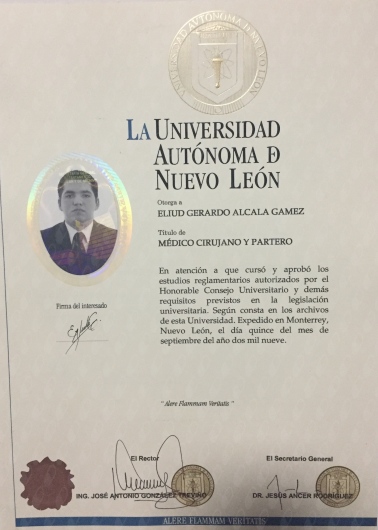 LA UNIVERSIDAD
AUTÓNOMA D
NUEVO LEÓN
Otorga a
ELIUD GERARDO ALCALA GAMEZ
Título de
MÉDICO CIRUJANO Y PARTERO
En atención a que cursó y aprobó los
estudios reglamentarios autorizados por el
Honorable Consejo Universitario y demás
requisitos previstos en la legislación
universitaria. Según consta en los archivos
de esta Universidad. Expedido en Monterrey,
Nuevo León, el día quince del mes de
septiembre del año dos mil nueve.
Firma del interesado
"Alere Flammam Veritatis"
El Rector
ING. JOSÉ ANTONIO GONZÁLEZ TREVIÑO
El Secretario General
DR. JESÚS ANCER RODRÍGUEZ
ALERE FLAMMAM VERITATIS